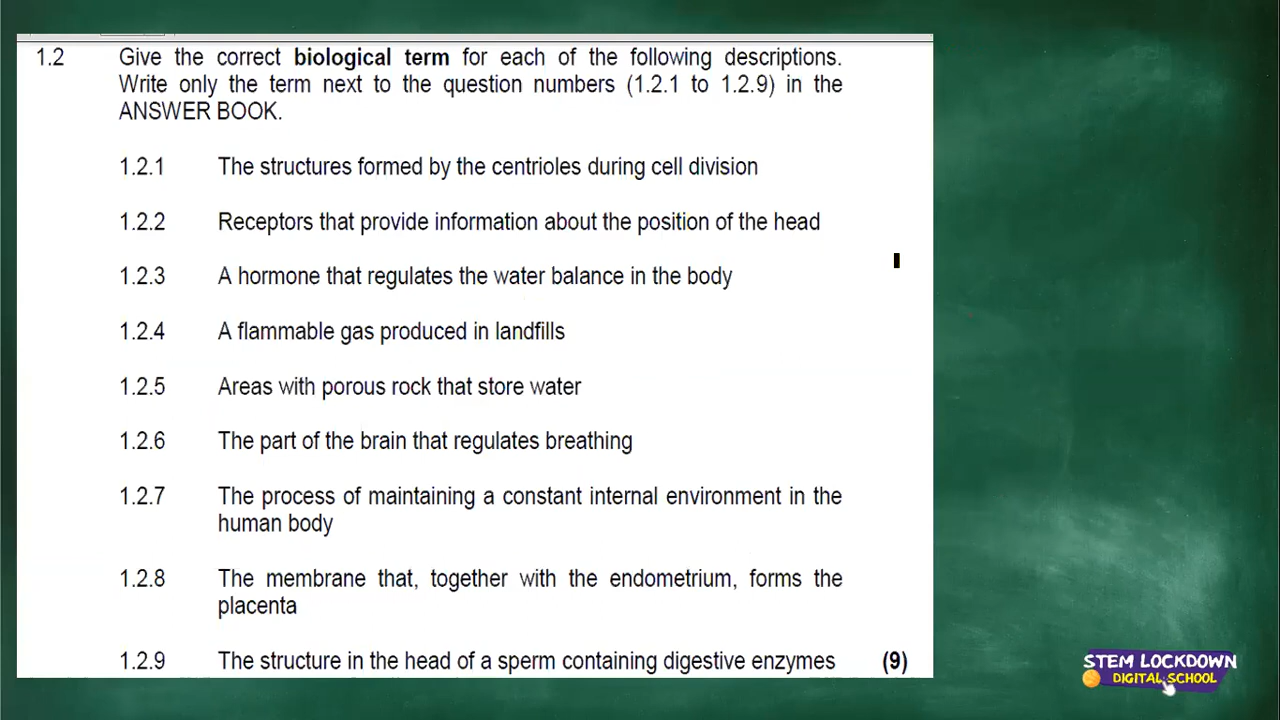 1.2 Give the correct biological term for each of the following descriptions.
Write only the term next to the question numbers (1.2.1 to 1.2.9) in the
ANSWER BOOK.
1.2.1 The structures formed by the centrioles during cell division
1.2.2 Receptors that provide information about the position of the head
1.2.3 A hormone that regulates the water balance in the body
1.2.4 A flammable gas produced in landfills
1.2.5 Areas with porous rock that store water
1.2.6 The part of the brain that regulates breathing
1.2.7 The process of maintaining a constant internal environment in the
human body
1.2.8 The membrane that, together with the endometrium, forms the
placenta
1.2.9 The structure in the head of a sperm containing digestive enzymes (9)
STEM LOCKDOWN
DIGITAL SCHOOL